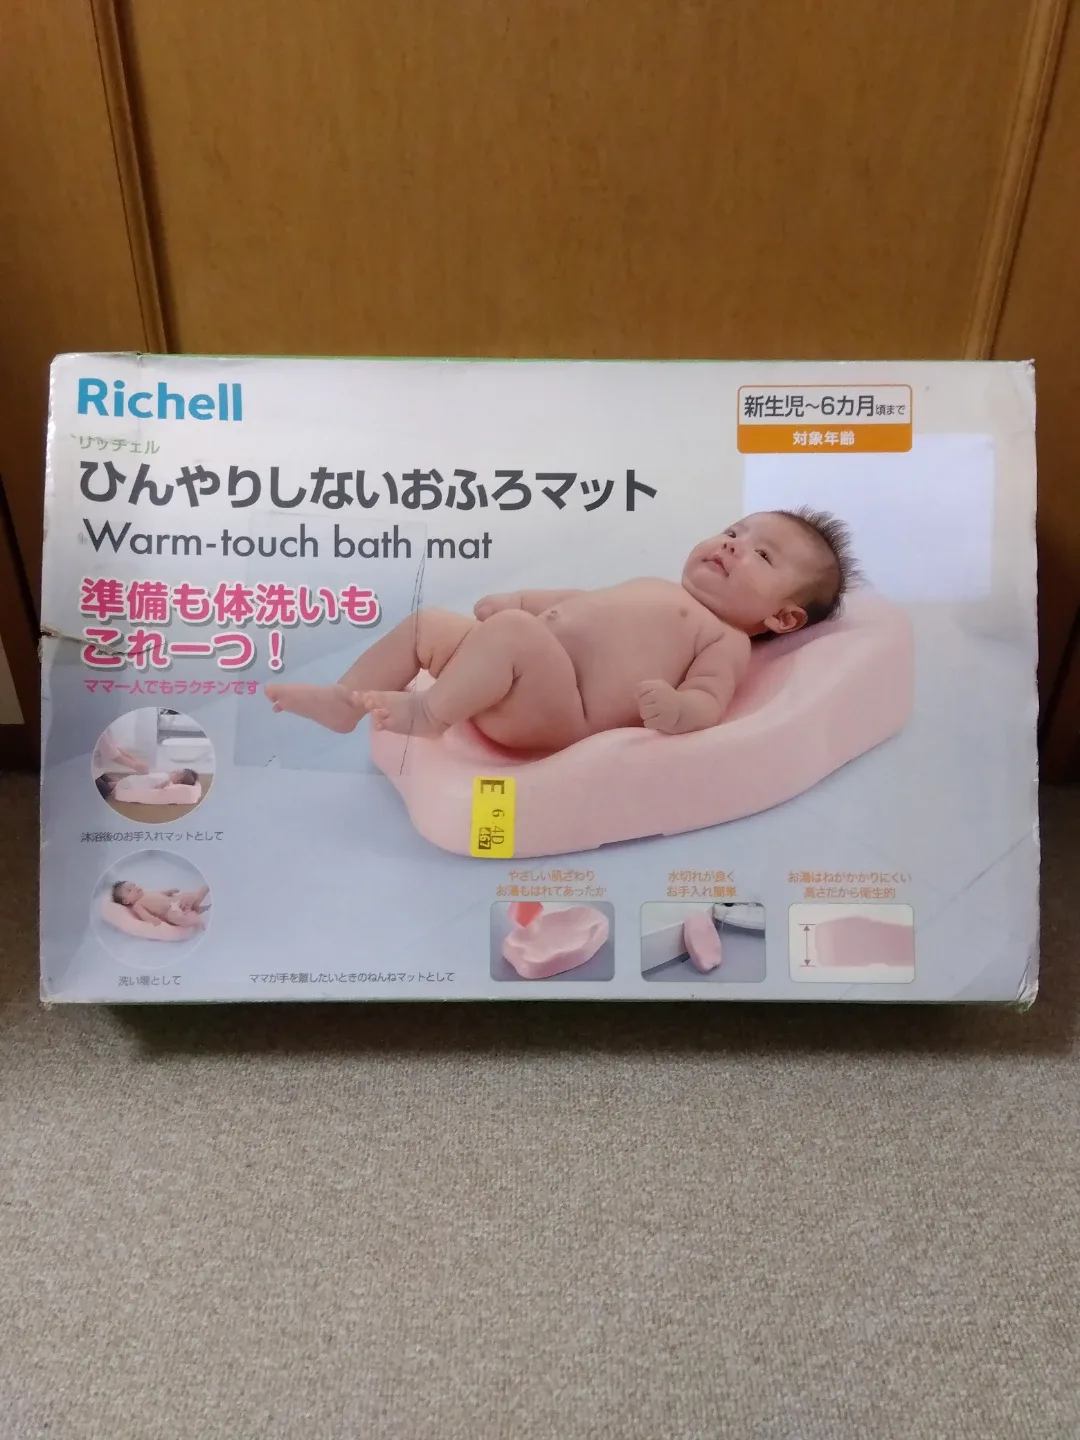 Richell
リッチェル
ひんやりしないおふろマット
Warm-touch bath mat
準備も体洗いも
これ一つ!
ママ一人でもラクチンです
新生児~6カ月頃まで
対象年齢
沐浴後のお手入れマットとして
洗い場として
ママが手を離したいときのねんねマットとして
E
6
4D
やさしい肌ざわり
お湯もはれてあったか
水切れが良く
お手入れ簡単
お湯はねがかかりにくい
高さだから衛生的